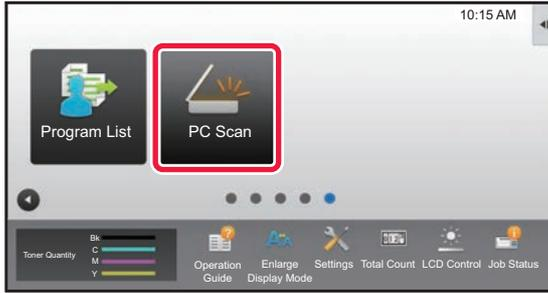 10:15 AM
Program List
PC Scan
Toner Quantity
Bk
C
M
Y
Operation
Guide
Enlarge
Display Mode
Settings
Total Count
LCD Control
Job Status